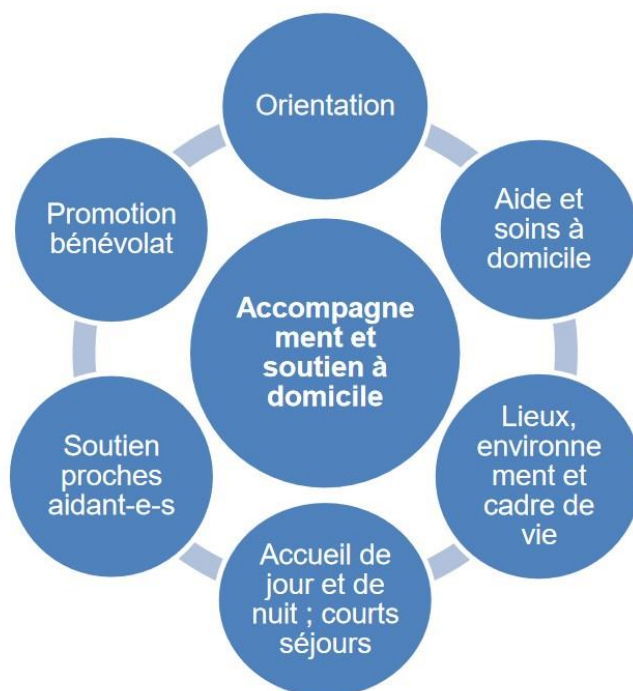 Orientation
Aide et
soins à
domicile
Lieux,
environne
ment et
cadre de
vie
Accueil de
jour et de
nuit ; courts
séjours
Soutien
proches
aidant-e-s
Promotion
bénévolat
Accompagne
ment et
soutien à
domicile